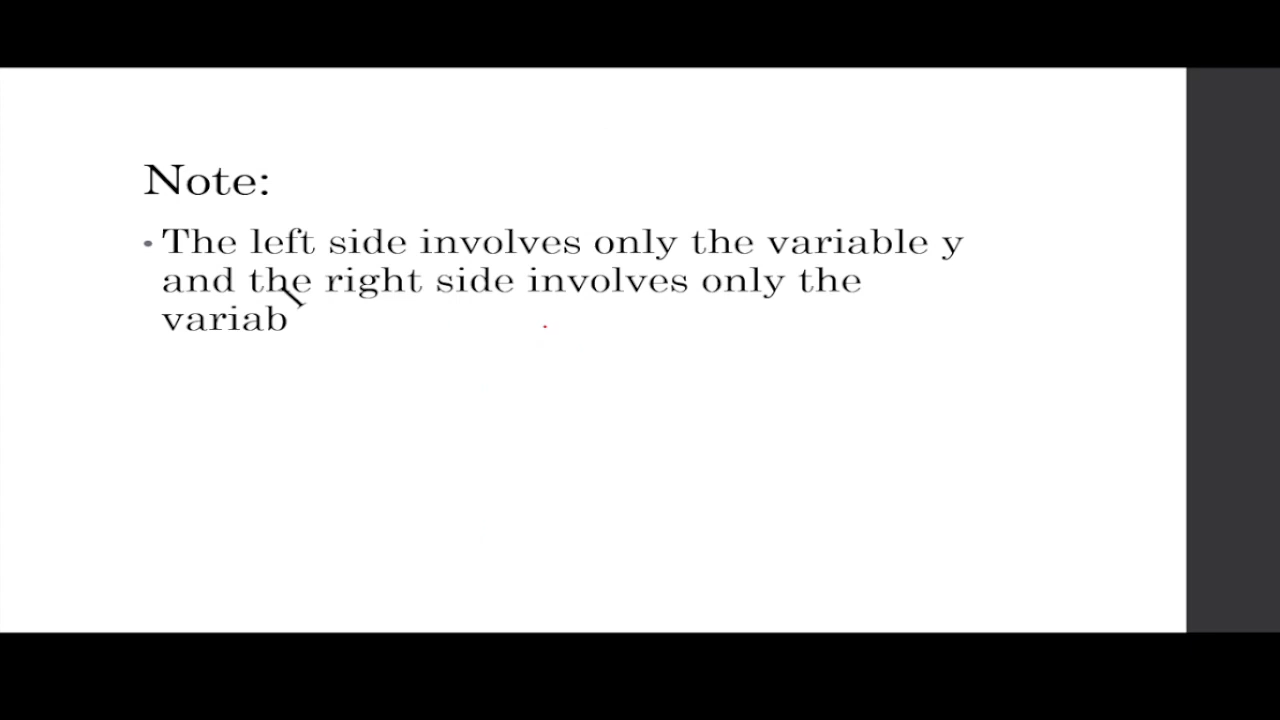 Note:
• The left side involves only the variable y
and the right side involves only the
variab